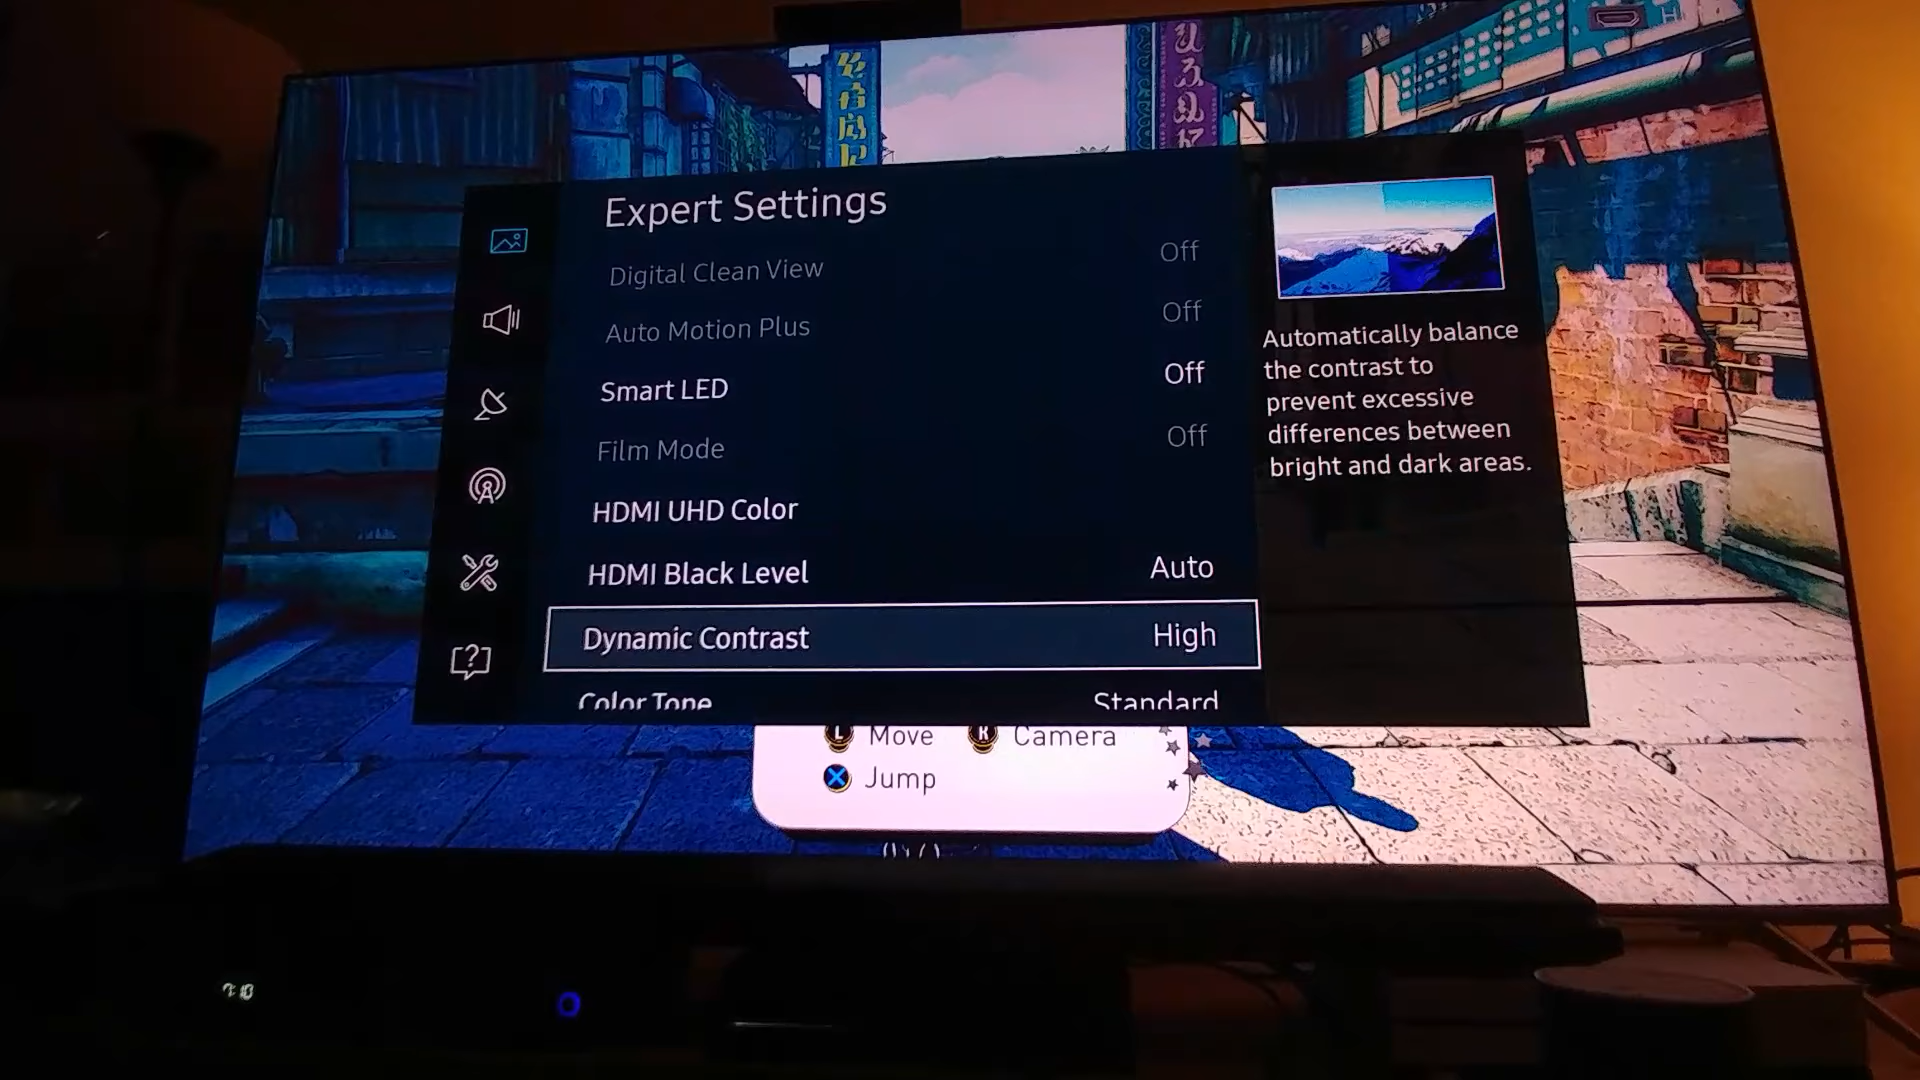 Expert Settings
Digital Clean View Off
Auto Motion Plus Off
Smart LED Off
Film Mode Off
HDMI UHD Color
HDMI Black Level Auto
Dynamic Contrast High
Color Tone Standard
Automatically balance
the contrast to
prevent excessive
differences between
bright and dark areas.
L Move R Camera
X Jump